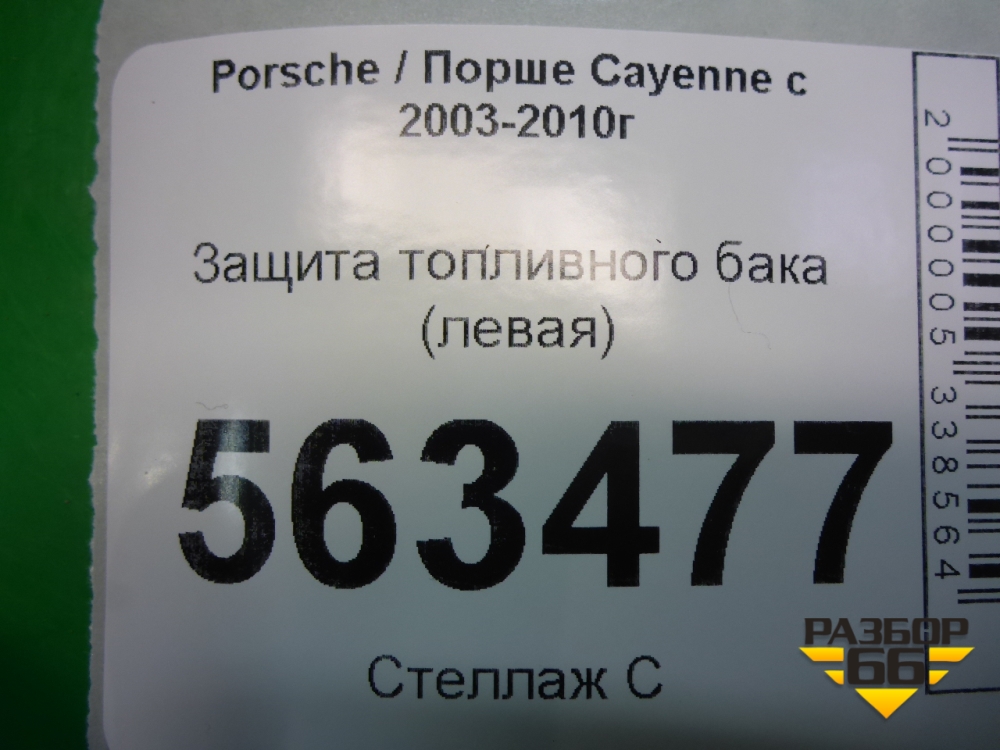 Porsche / Порше Cayenne с
2003-2010г
Защита топливного бака
(левая)
563477
Стеллаж С
2000005338564
РАЗБОР
66